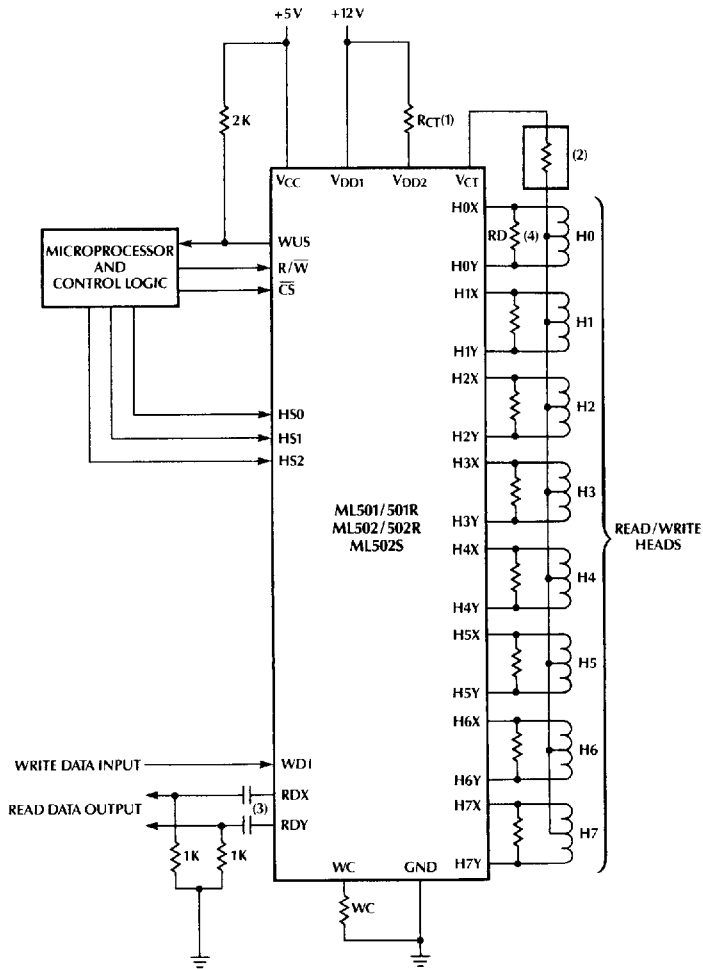 +5V
+12V
2K
RCT(1)
(2)
VCC
VDD1
VDD2
VCT
MICROPROCESSOR
AND
CONTROL LOGIC
WUS
R/W̅
C̅S̅
HS0
HS1
HS2
ML501/501R
ML502/502R
ML502S
H0X
RD
(4)
H0
H0Y
H1X
H1
H1Y
H2X
H2
H2Y
H3X
H3
H3Y
READ/WRITE
HEADS
H4X
H4
H4Y
H5X
H5
H5Y
H6X
H6
H6Y
H7X
H7
H7Y
WRITE DATA INPUT
WDI
READ DATA OUTPUT
RDX
(3)
RDY
1K
1K
WC
GND
WC